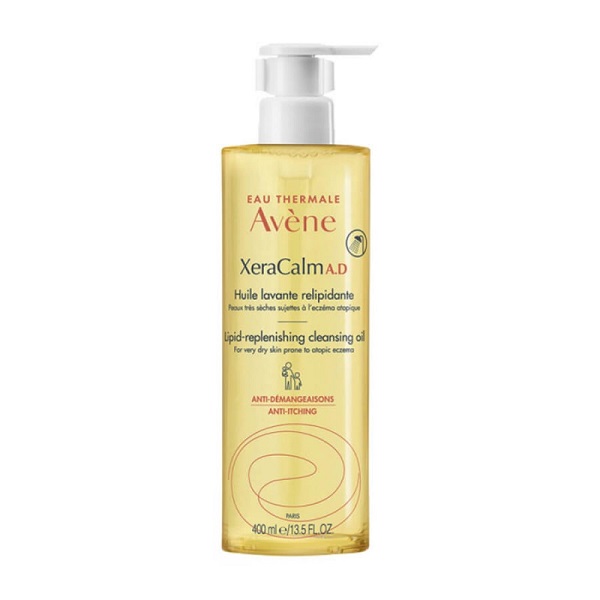 EAU THERMALE
Avène
XeraCalm A.D
Huile lavante relipidante
Peaux très sèches sujettes à l'eczéma atopique
Lipid-replenishing cleansing oil
For very dry skin prone to atopic eczema
ANTI-DÉMANGEAISONS
ANTI-ITCHING
PARIS
400 ml e/13.5 FL.OZ.